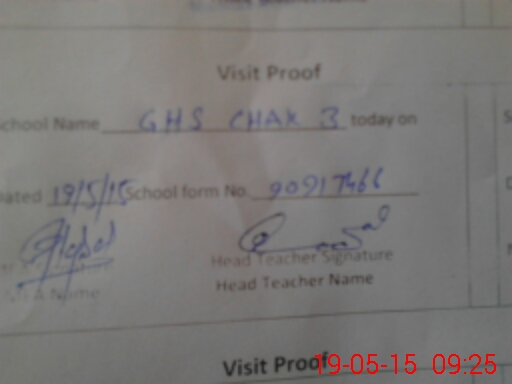 Visit Proof
School Name GHS CHAK 3 today on
Dated 19/5/15 School form No. 90917466
Head Teacher Signature
Name
Head Teacher Name
Visit Proof
19-05-15 09:25